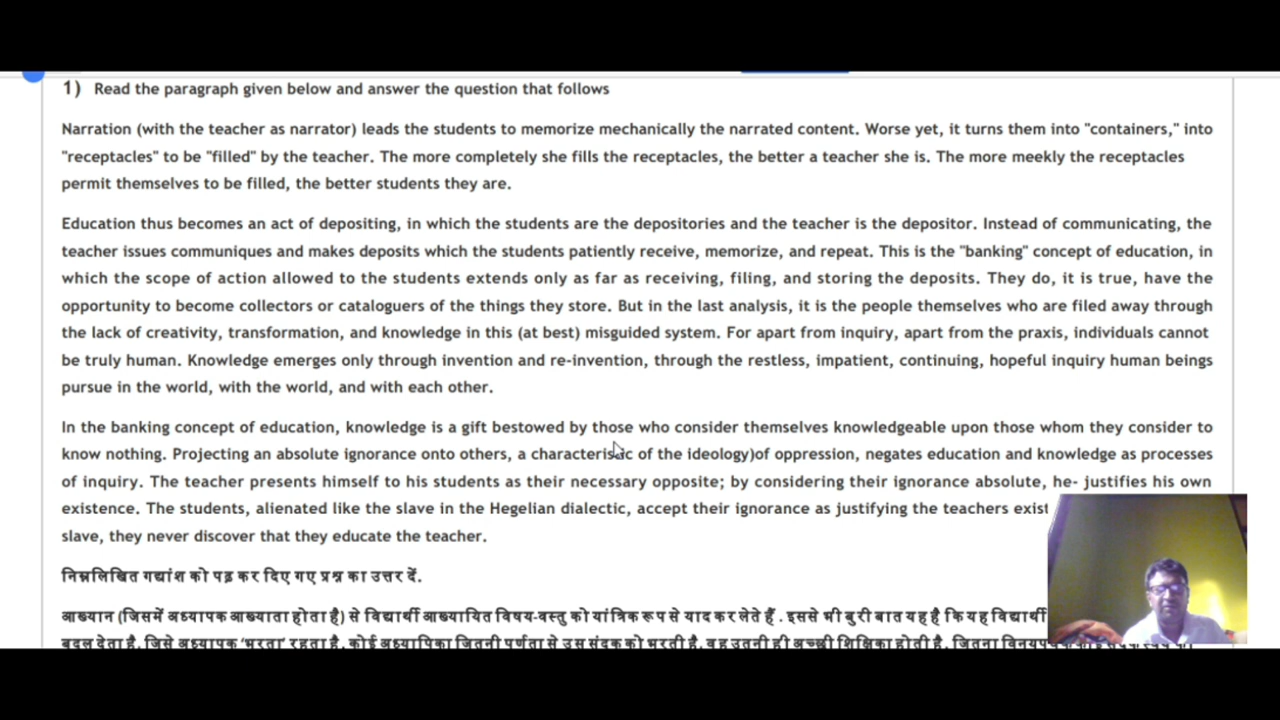 1) Read the paragraph given below and answer the question that follows
Narration (with the teacher as narrator) leads the students to memorize mechanically the narrated content. Worse yet, it turns them into "containers," into
"receptacles" to be "filled" by the teacher. The more completely she fills the receptacles, the better a teacher she is. The more meekly the receptacles
permit themselves to be filled, the better students they are.
Education thus becomes an act of depositing, in which the students are the depositories and the teacher is the depositor. Instead of communicating, the
teacher issues communiques and makes deposits which the students patiently receive, memorize, and repeat. This is the "banking" concept of education, in
which the scope of action allowed to the students extends only as far as receiving, filing, and storing the deposits. They do, it is true, have the
opportunity to become collectors or cataloguers of the things they store. But in the last analysis, it is the people themselves who are filed away through
the lack of creativity, transformation, and knowledge in this (at best) misguided system. For apart from inquiry, apart from the praxis, individuals cannot
be truly human. Knowledge emerges only through invention and re-invention, through the restless, impatient, continuing, hopeful inquiry human beings
pursue in the world, with the world, and with each other.
In the banking concept of education, knowledge is a gift bestowed by those who consider themselves knowledgeable upon those whom they consider to
know nothing. Projecting an absolute ignorance onto others, a characteristic of the ideology)of oppression, negates education and knowledge as processes
of inquiry. The teacher presents himself to his students as their necessary opposite; by considering their ignorance absolute, he- justifies his own
existence. The students, alienated like the slave in the Hegelian dialectic, accept their ignorance as justifying the teachers exist
slave, they never discover that they educate the teacher.
निम्नलिखित गद्यांश को पढ़ कर दिए गए प्रश्न का उत्तर दें.
आख्यान (जिसमें अध्यापक आख्याता होता है) से विद्यार्थी आख्यायित विषय-वस्तु को यांत्रिक रूप से याद कर लेते हैं . इससे भी बुरी बात यह है कि यह विद्यार्थी
बदल देता है, जिसे अध्यापक 'भरता' रहता है. कोई अध्यापिका जितनी पूर्णता से उस संदूक को भरती है, वह उतनी ही अच्छी शिक्षिका होती है. जितना